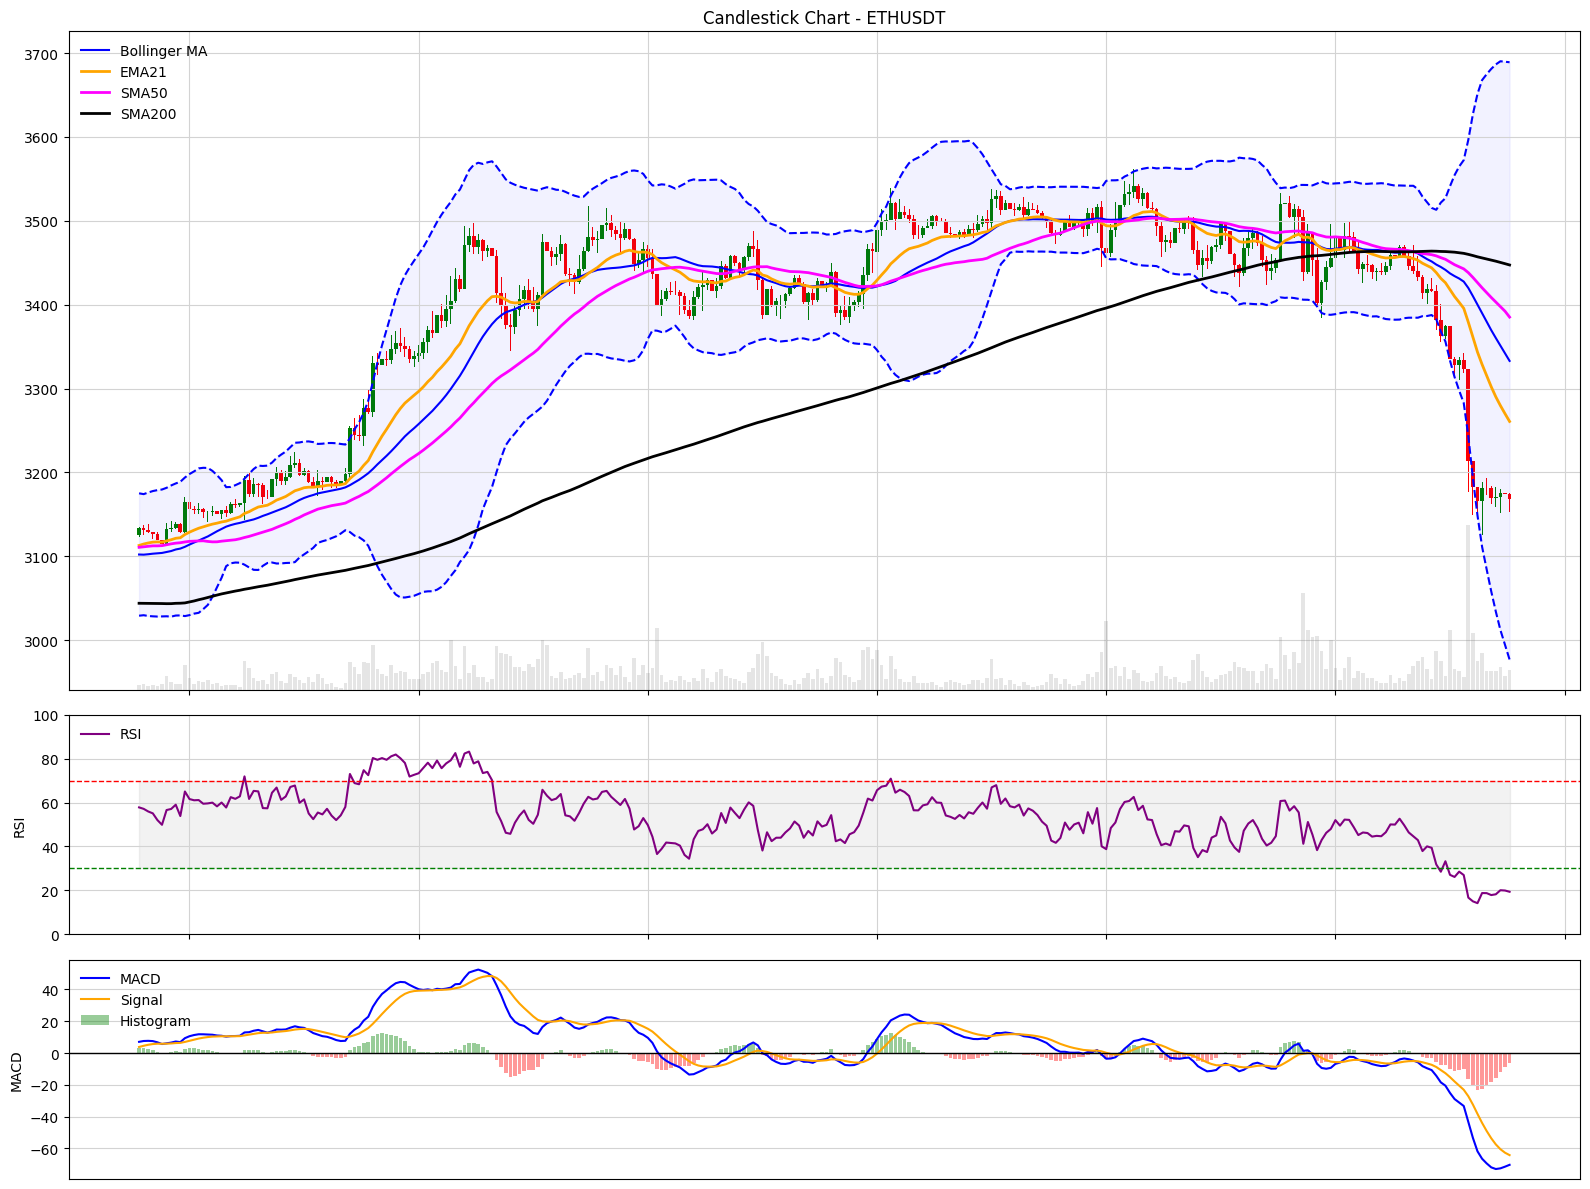 Candlestick Chart - ETHUSDT
3700
3600
3500
3400
3300
3200
3100
3000
Bollinger MA
EMA21
SMA50
SMA200
100
80
60
40
20
0
RSI
RSI
40
20
0
−20
−40
−60
MACD
MACD
Signal
Histogram